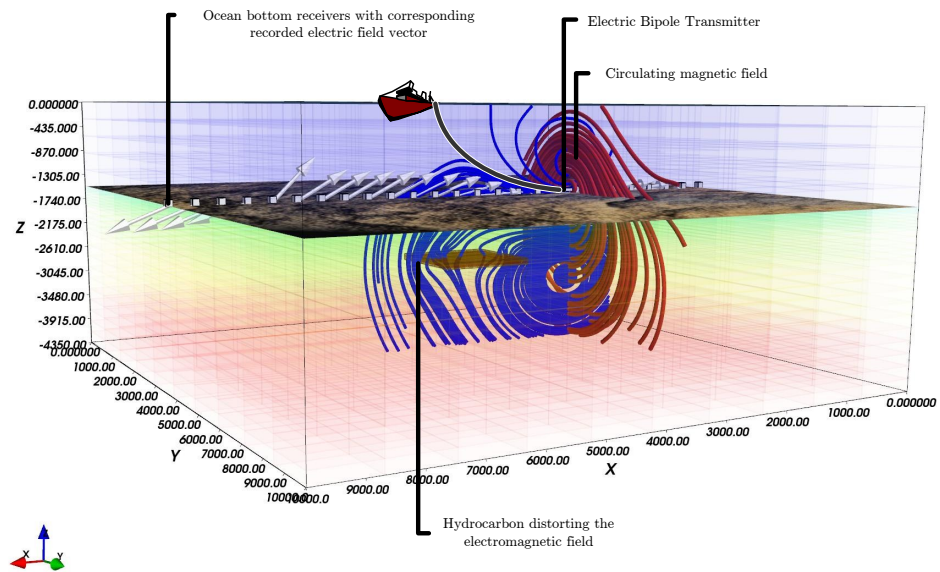 Ocean bottom receivers with corresponding
recorded electric field vector
Electric Bipole Transmitter
Circulating magnetic field
0.000000
-435.000
-870.000
-1305.00
-1740.00
-2175.00
-2610.00
-3045.00
-3480.00
-3915.00
-4350.00
Z
0.000000
1000.00
2000.00
3000.00
4000.00
5000.00
6000.00
7000.00
8000.00
9000.00
Y
9000.00
8000.00
7000.00
6000.00
5000.00
4000.00
3000.00
2000.00
1000.00
0.000000
X
Hydrocarbon distorting the
electromagnetic field
X
Y